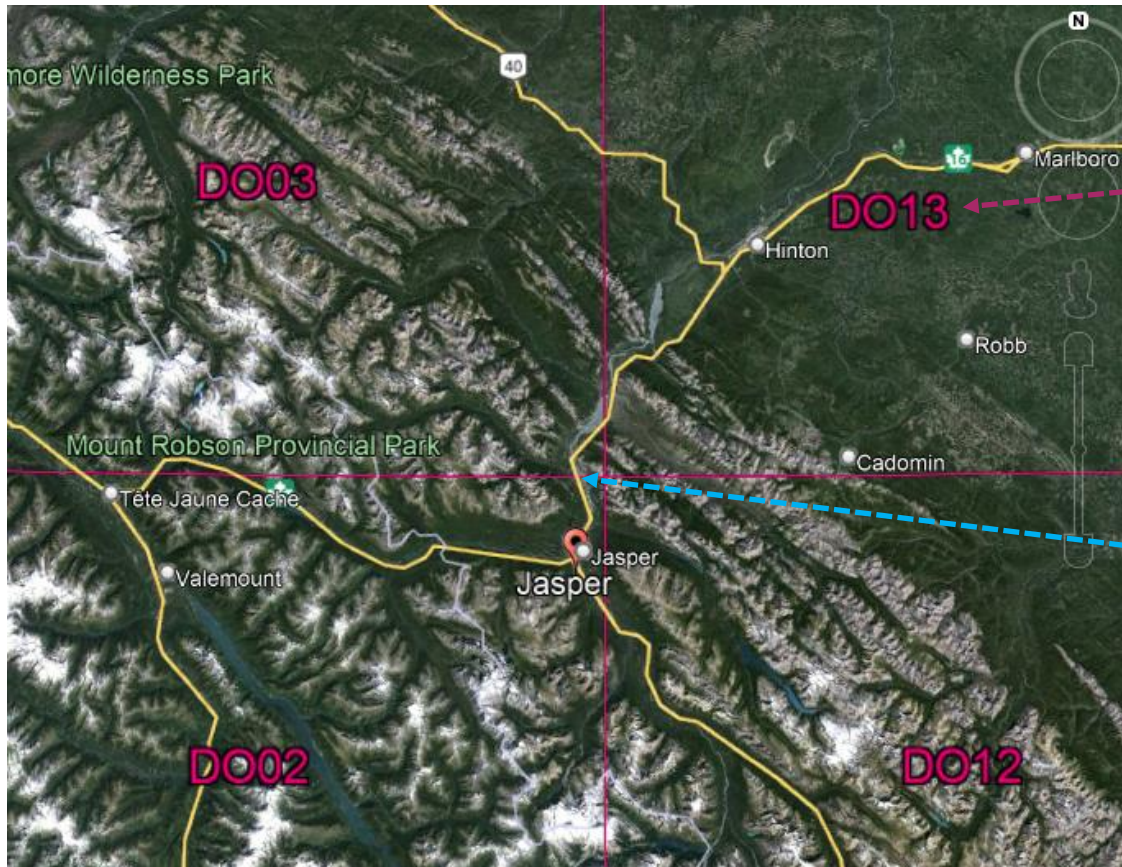 N
40
more Wilderness Park
16
Marlboro
DO03
DO13
Hinton
Robb
Mount Robson Provincial Park
Cadomin
Tête Jaune Cache
Jasper
Valemount
Jasper
DO02
DO12